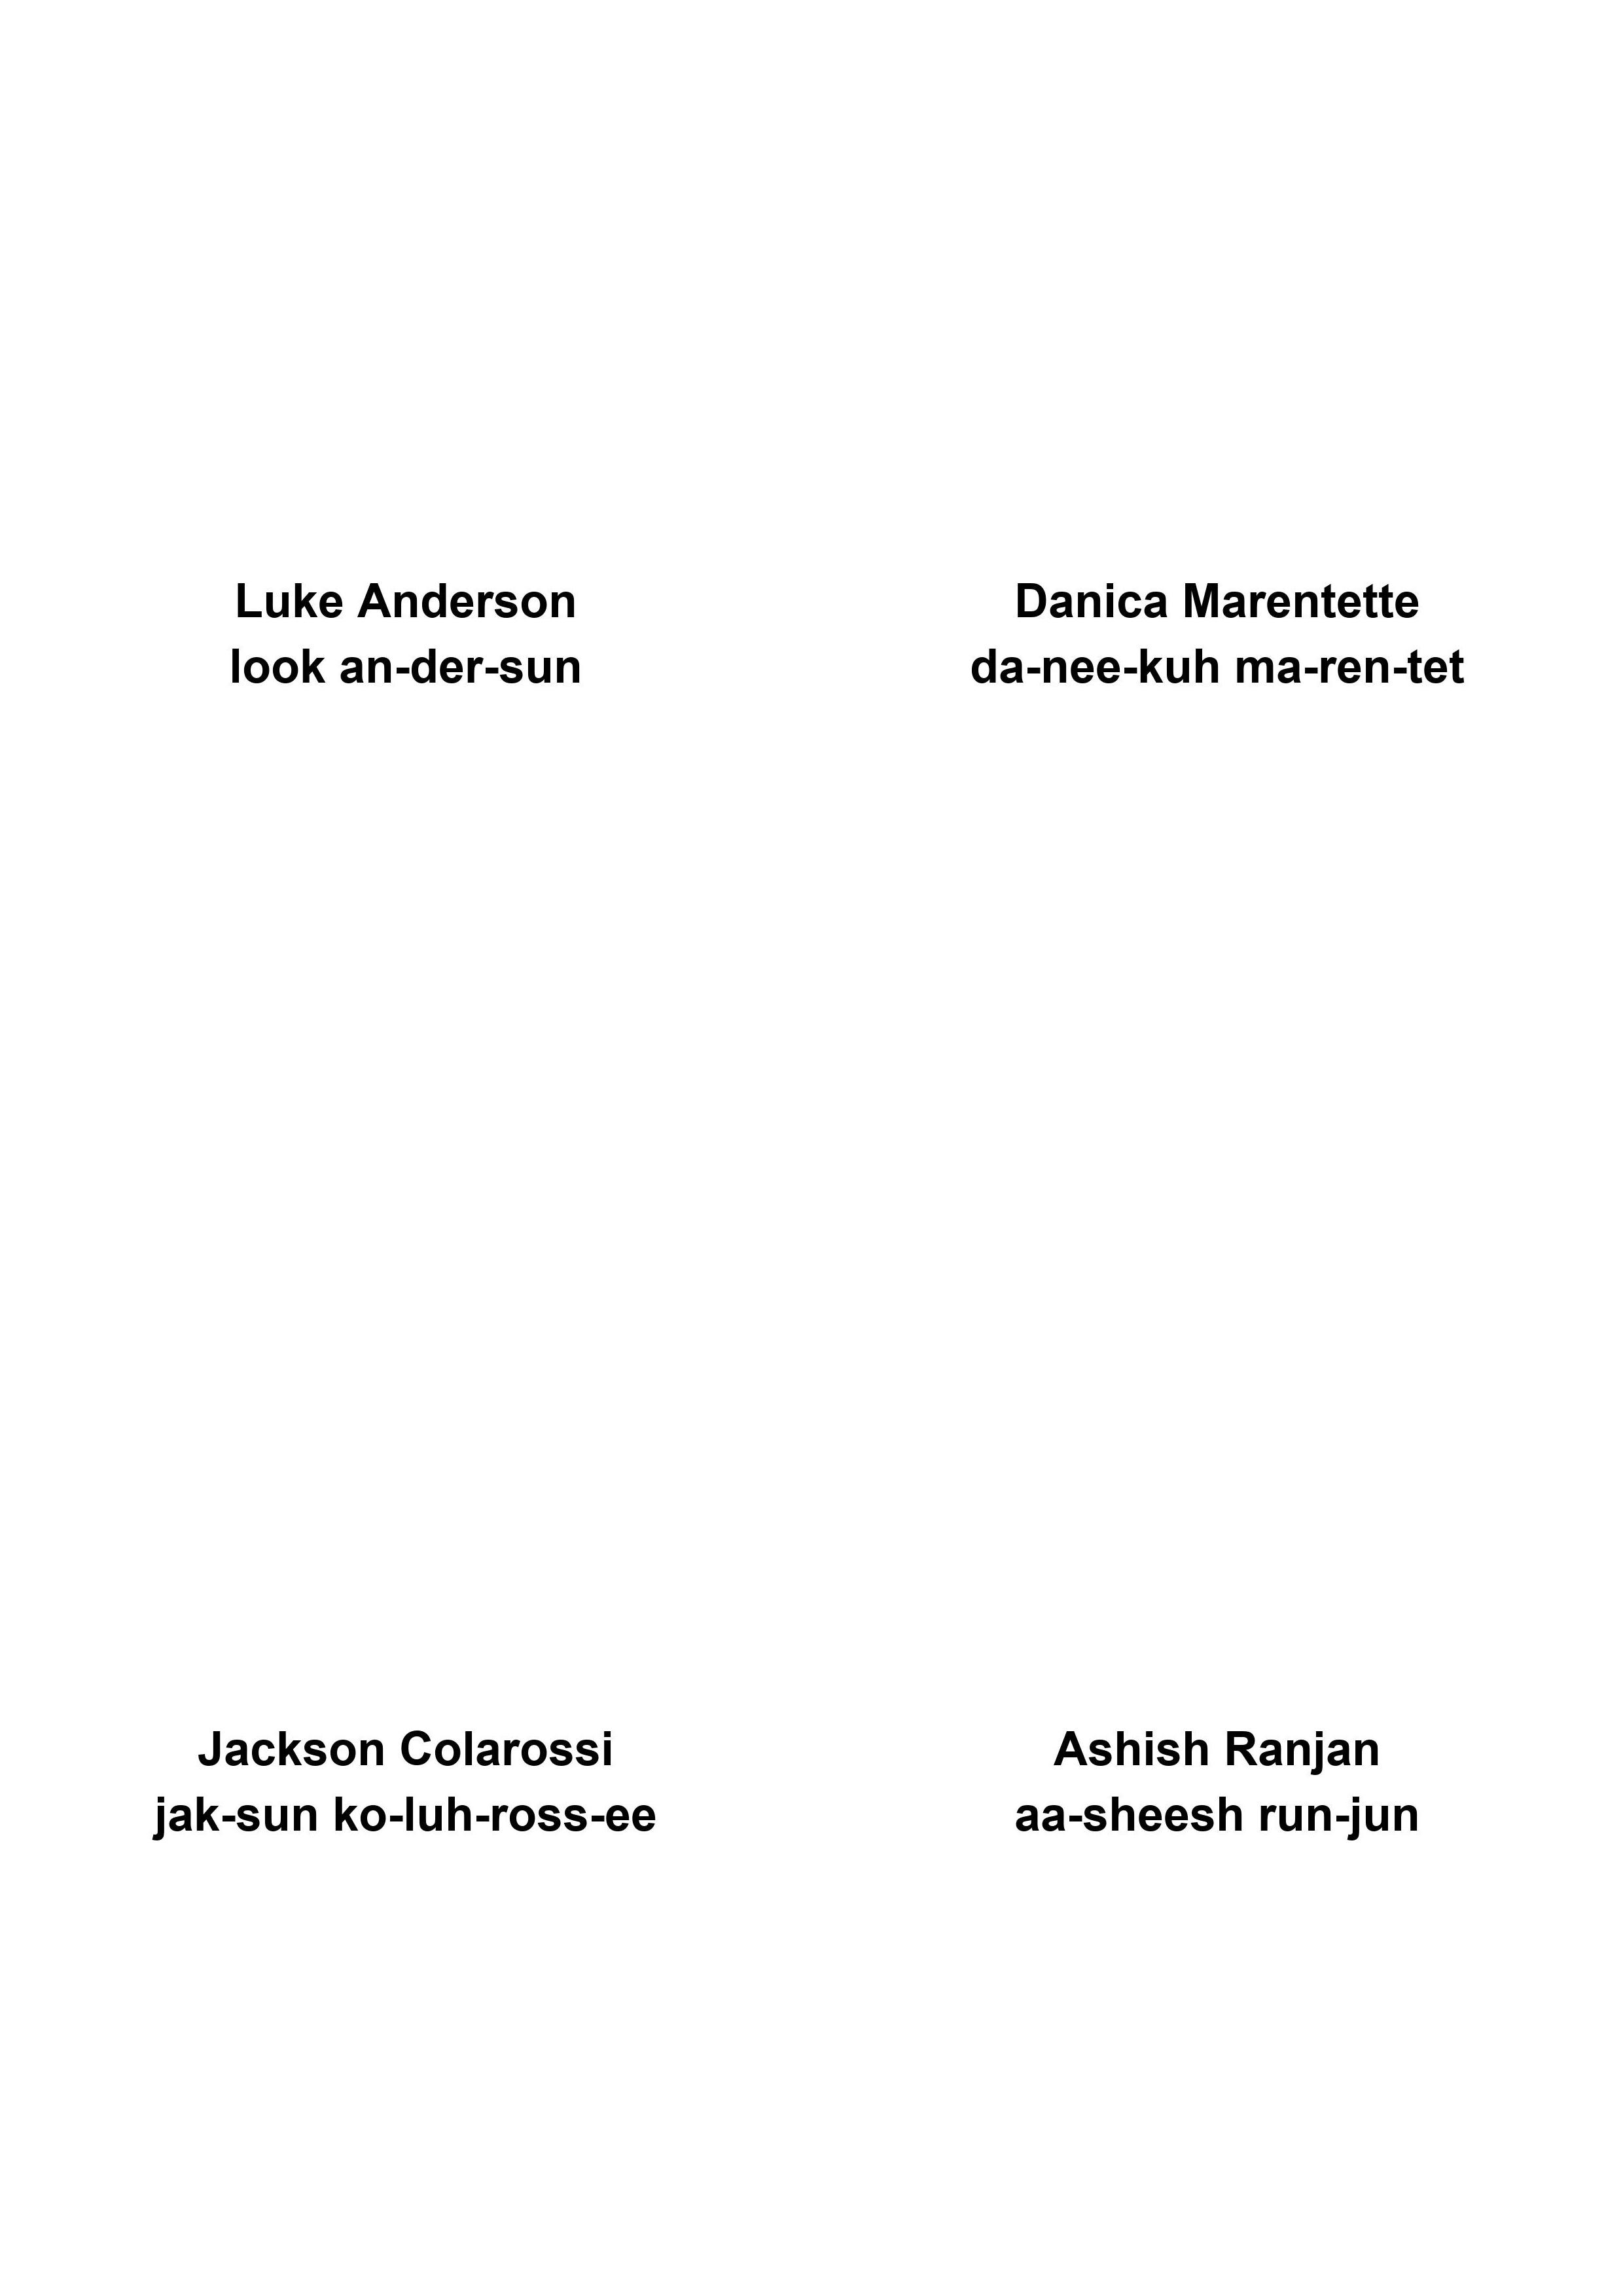 Luke Anderson
look an-der-sun
Danica Marentette
da-nee-kuh ma-ren-tet
Jackson Colarossi
jak-sun ko-luh-ross-ee
Ashish Ranjan
aa-sheesh run-jun